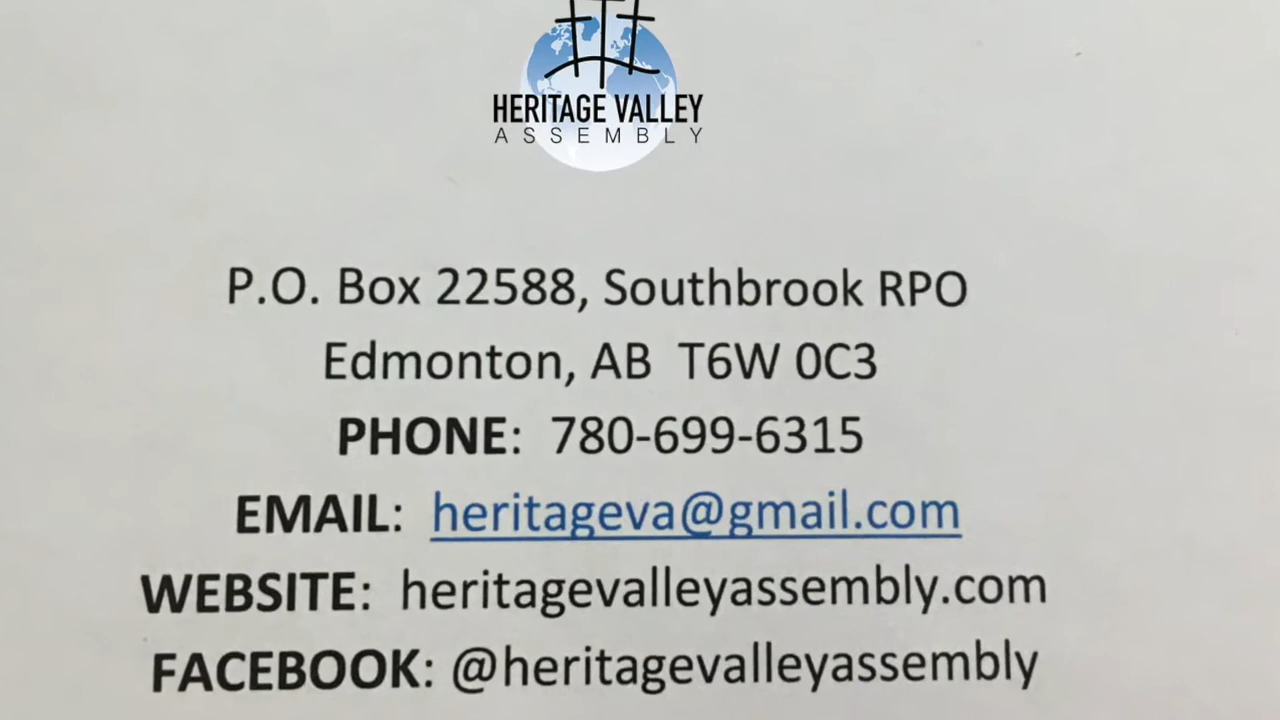 HERITAGE VALLEY
ASSEMBLY
P.O. Box 22588, Southbrook RPO
Edmonton, AB T6W 0C3
PHONE: 780-699-6315
EMAIL: heritageva@gmail.com
WEBSITE: heritagevalleyassembly.com
FACEBOOK: @heritagevalleyassembly